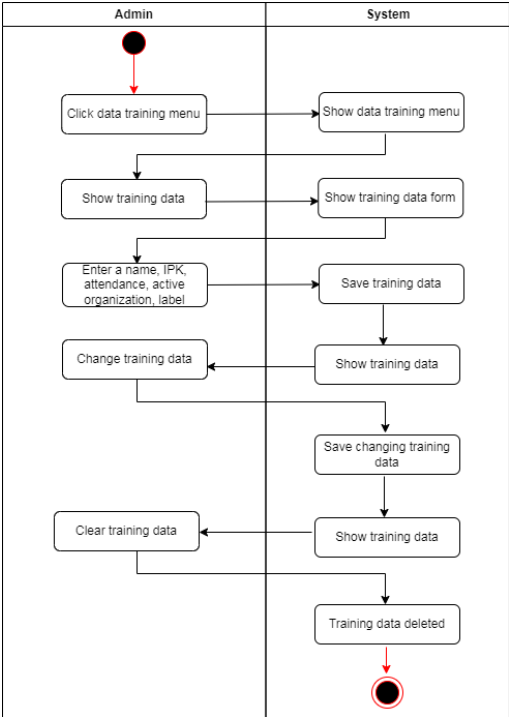 Admin
System
Click data training menu
Show data training menu
Show training data
Show training data form
Enter a name, IPK,
attendance, active
organization, label
Save training data
Change training data
Show training data
Save changing training
data
Clear training data
Show training data
Training data deleted